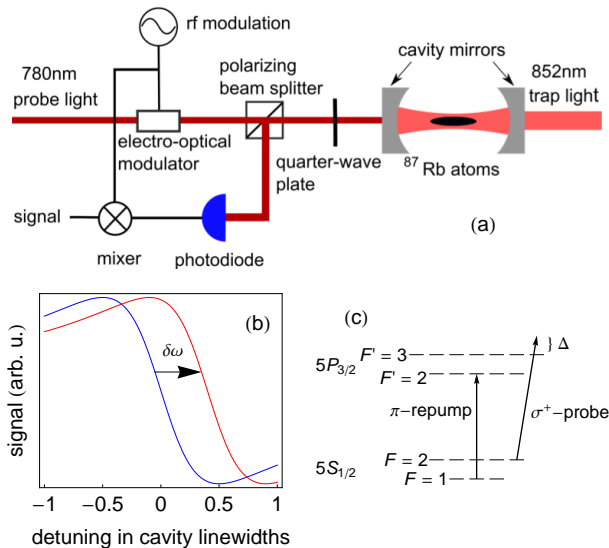 rf modulation
780nm
probe light
polarizing
beam splitter
cavity mirrors
852nm
trap light
electro-optical
modulator
quarter-wave
plate
⁸⁷Rb atoms
signal
mixer
photodiode
(a)
(b)
signal (arb. u.)
δω
−1
−0.5
0
0.5
1
detuning in cavity linewidths
(c)
5P₃/₂
F' = 3
F' = 2
} Δ
π−repump
σ⁺−probe
5S₁/₂
F = 2
F = 1